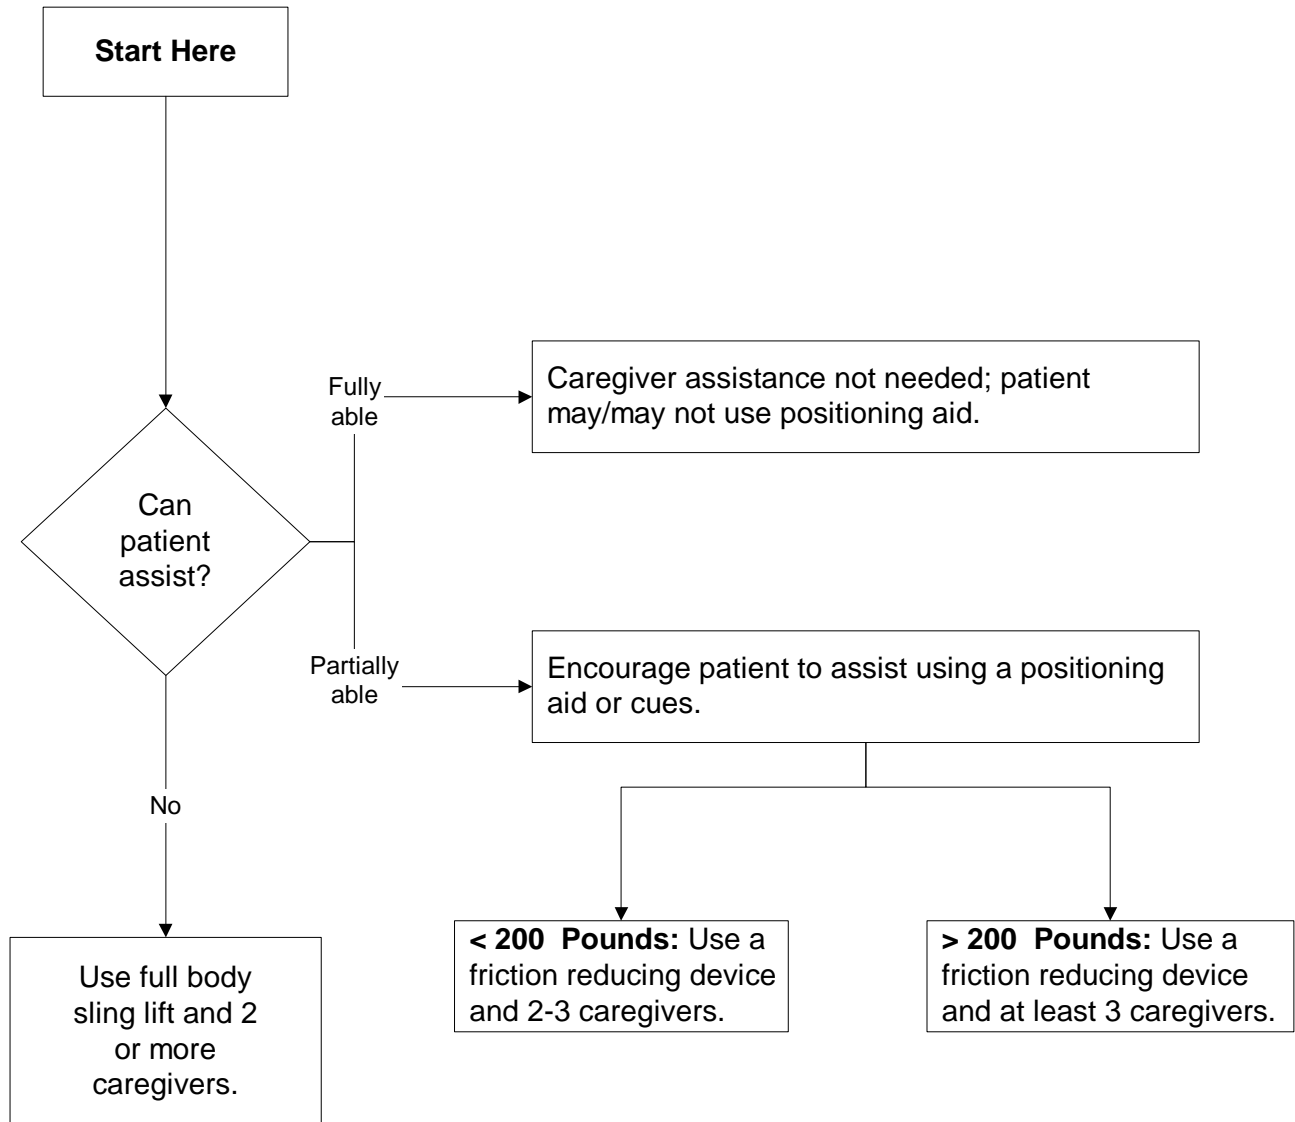 Start Here
Can
patient
assist?
Fully
able
Caregiver assistance not needed; patient
may/may not use positioning aid.
Partially
able
Encourage patient to assist using a positioning
aid or cues.
No
Use full body
sling lift and 2
or more
caregivers.
< 200  Pounds: Use a
friction reducing device
and 2-3 caregivers.
> 200  Pounds: Use a
friction reducing device
and at least 3 caregivers.